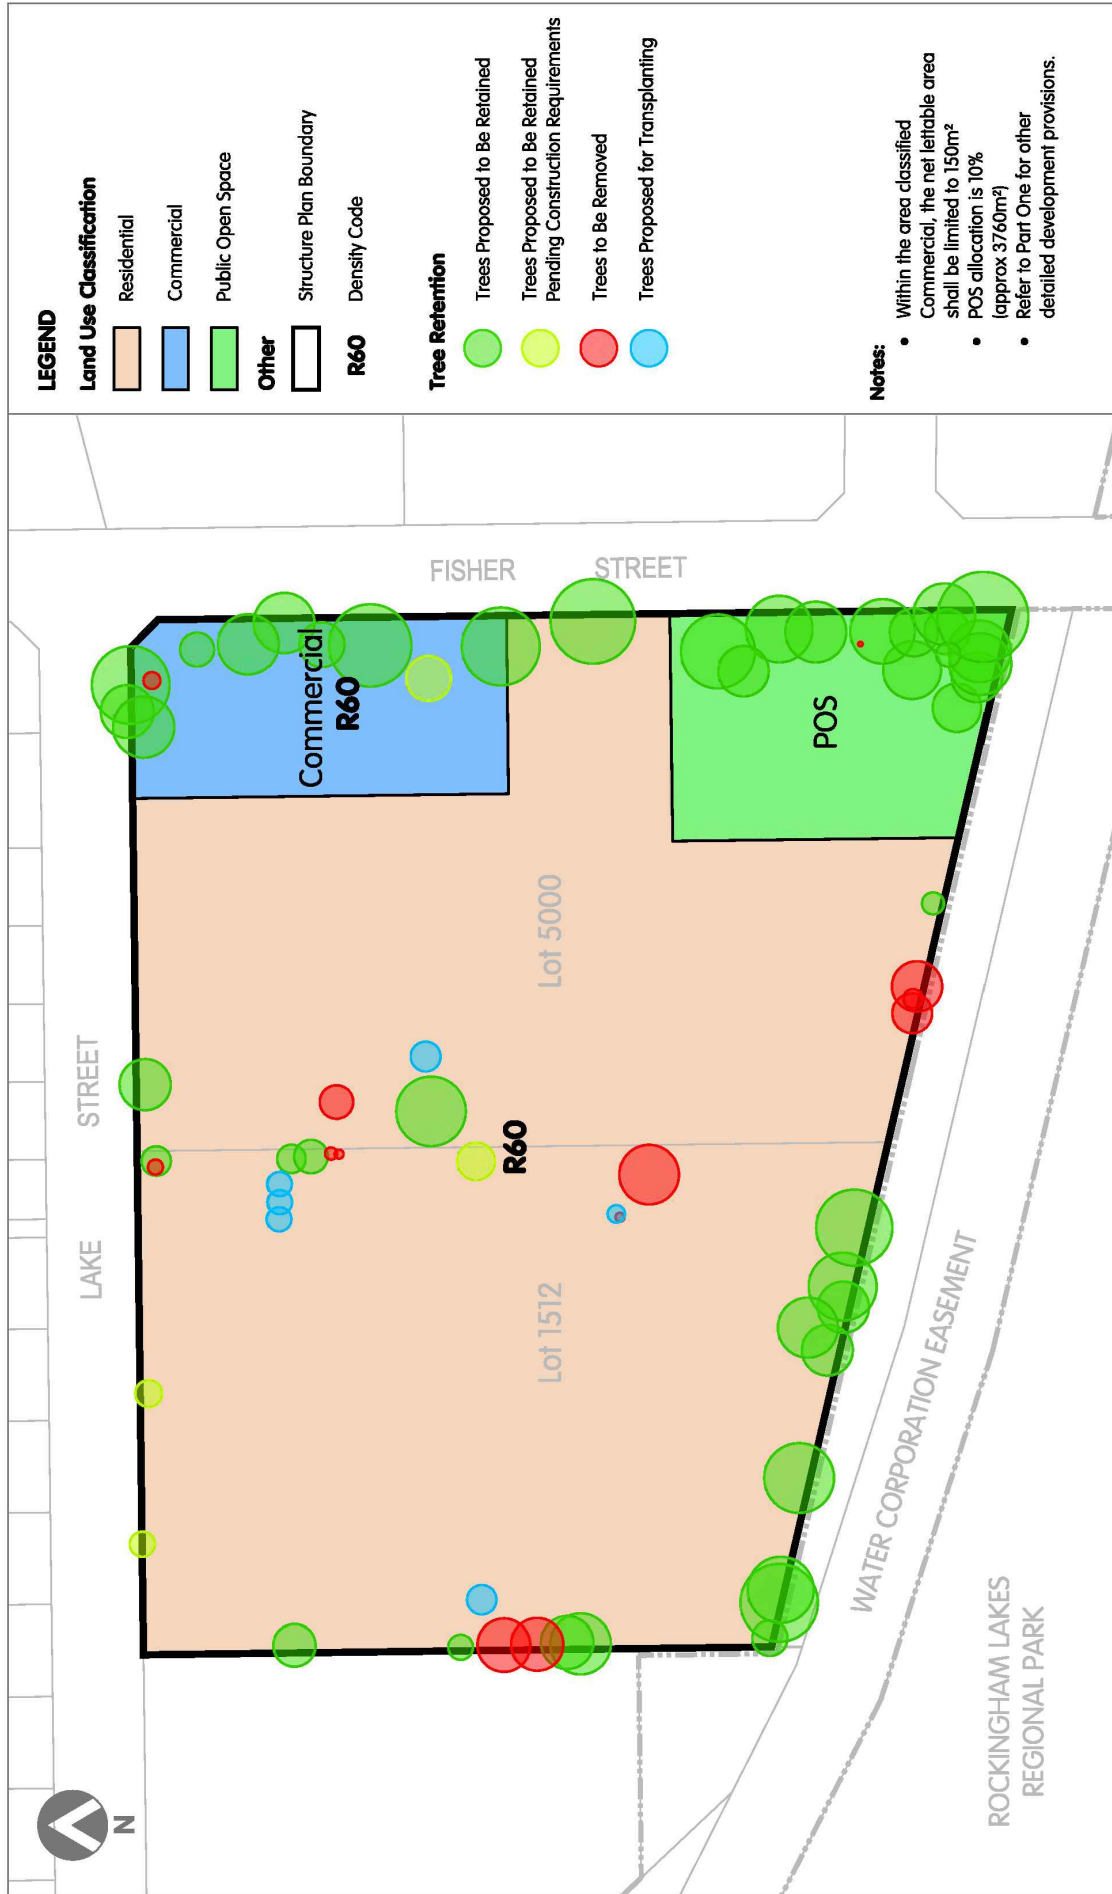 N
LAKE STREET
FISHER STREET
Commercial
R60
POS
Lot 5000
R60
Lot 1512
WATER CORPORATION EASEMENT
ROCKINGHAM LAKES
REGIONAL PARK
LEGEND
Land Use Classification
Residential
Commercial
Public Open Space
Other
Structure Plan Boundary
R60 Density Code
Tree Retention
Trees Proposed to Be Retained
Trees Proposed to Be Retained
Pending Construction Requirements
Trees to Be Removed
Trees Proposed for Transplanting
Notes:
• Within the area classified
Commercial, the net lettable area
shall be limited to 150m²
• POS allocation is 10%
(approx 3760m²)
• Refer to Part One for other
detailed development provisions.